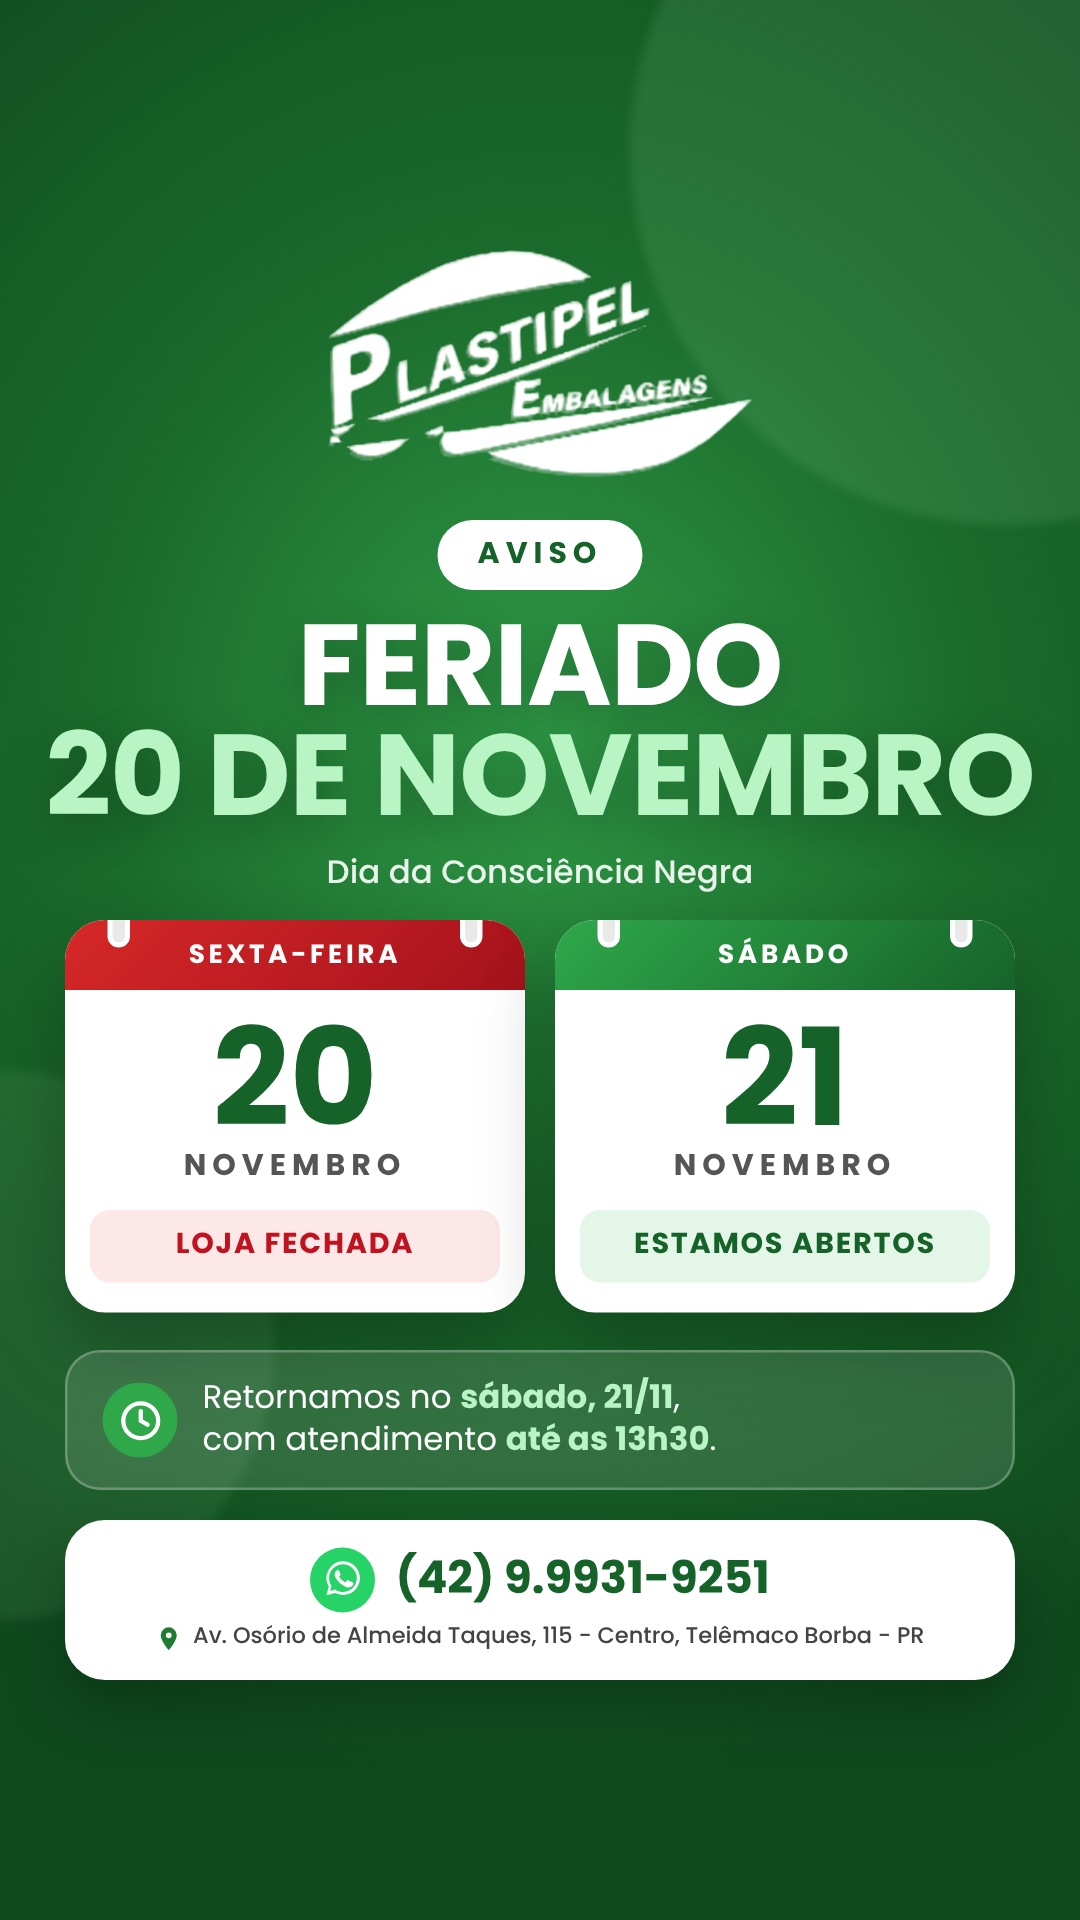 PLASTIPEL
EMBALAGENS
AVISO
FERIADO
20 DE NOVEMBRO
Dia da Consciência Negra
SEXTA-FEIRA
20
NOVEMBRO
LOJA FECHADA
SÁBADO
21
NOVEMBRO
ESTAMOS ABERTOS
Retornamos no sábado, 21/11,
com atendimento até as 13h30.
(42) 9.9931-9251
Av. Osório de Almeida Taques, 115 - Centro, Telêmaco Borba - PR